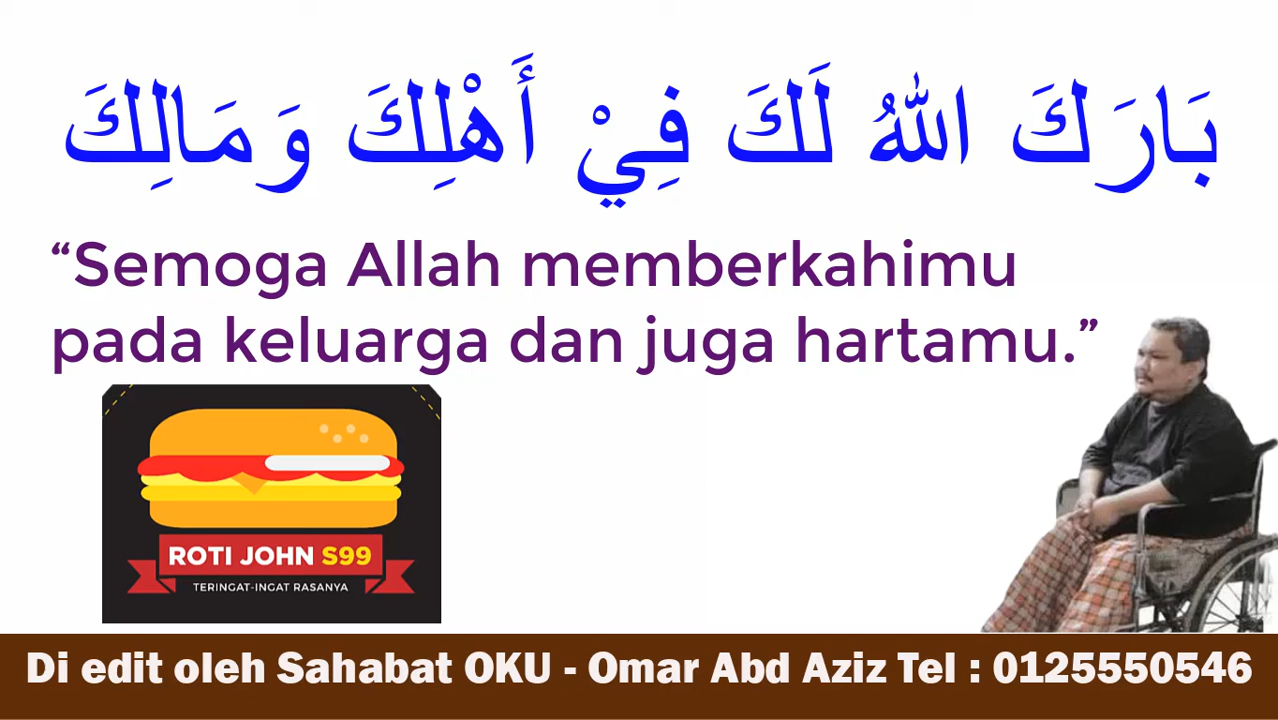 بَارَكَ اللهُ لَكَ فِيْ أَهْلِكَ وَمَالِكَ
“Semoga Allah memberkahimu
pada keluarga dan juga hartamu.”
ROTI JOHN S99
TERINGAT-INGAT RASANYA
Di edit oleh Sahabat OKU - Omar Abd Aziz Tel : 0125550546